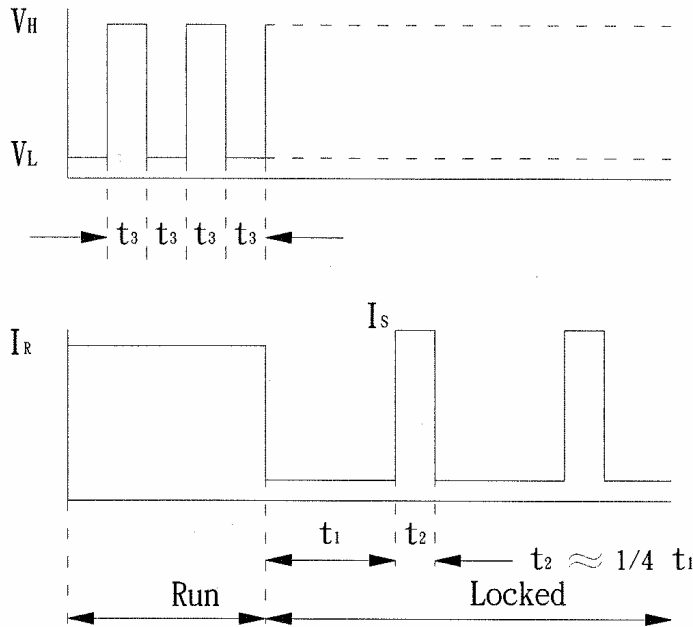 VH
VL
t3 t3 t3 t3
IS
IR
t1 t2
t2 ≈ 1/4 t1
Run Locked